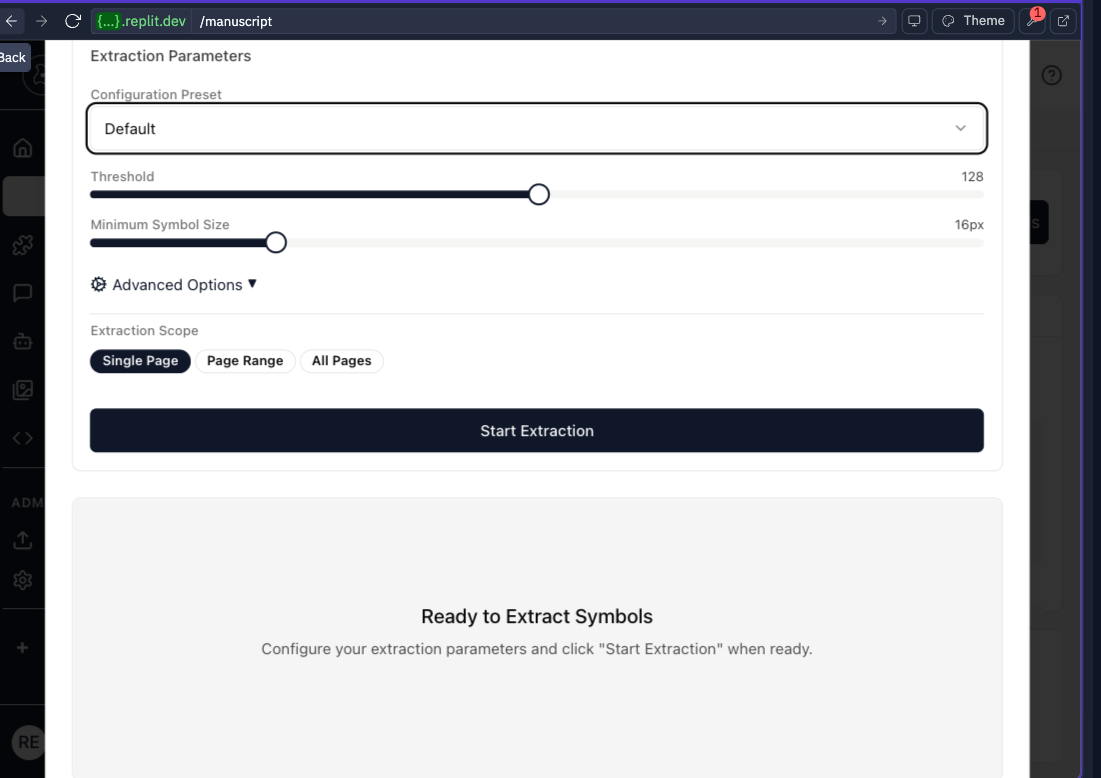 {...}.replit.dev /manuscript
Theme
1
Back
Extraction Parameters
Configuration Preset
Default
Threshold 128
Minimum Symbol Size 16px
Advanced Options ▼
Extraction Scope
Single Page Page Range All Pages
Start Extraction
ADM
Ready to Extract Symbols
Configure your extraction parameters and click "Start Extraction" when ready.
RE